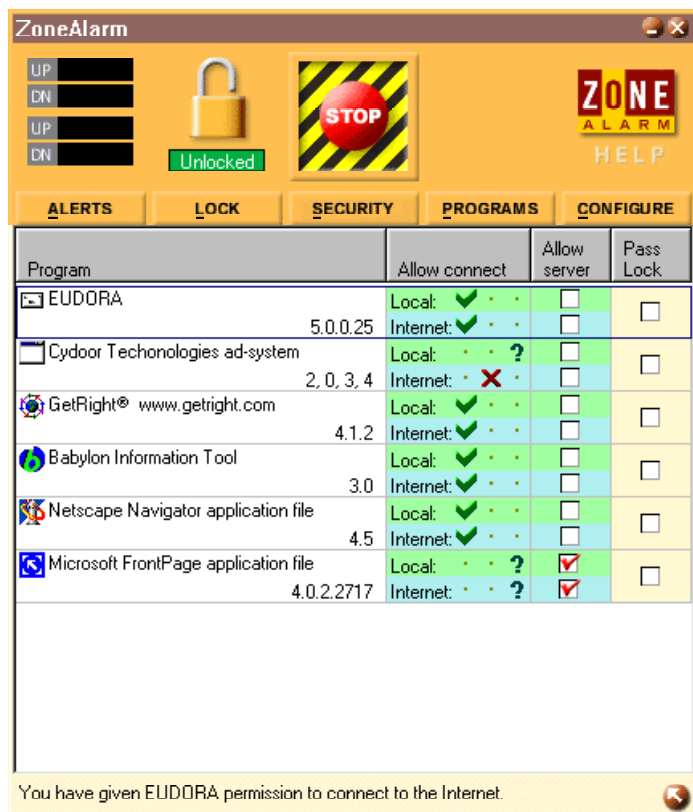 ZoneAlarm
UP
DN
UP
DN
Unlocked
STOP
ZONE
ALARM
HELP
ALERTS LOCK SECURITY PROGRAMS CONFIGURE
Program Allow connect Allow server Pass Lock
EUDORA Local:
5.0.0.25 Internet:
Cydoor Techonologies ad-system Local: ?
2, 0, 3, 4 Internet:
GetRight® www.getright.com Local:
4.1.2 Internet:
Babylon Information Tool Local:
3.0 Internet:
Netscape Navigator application file Local:
4.5 Internet:
Microsoft FrontPage application file Local: ?
4.0.2.2717 Internet: ?
You have given EUDORA permission to connect to the Internet.